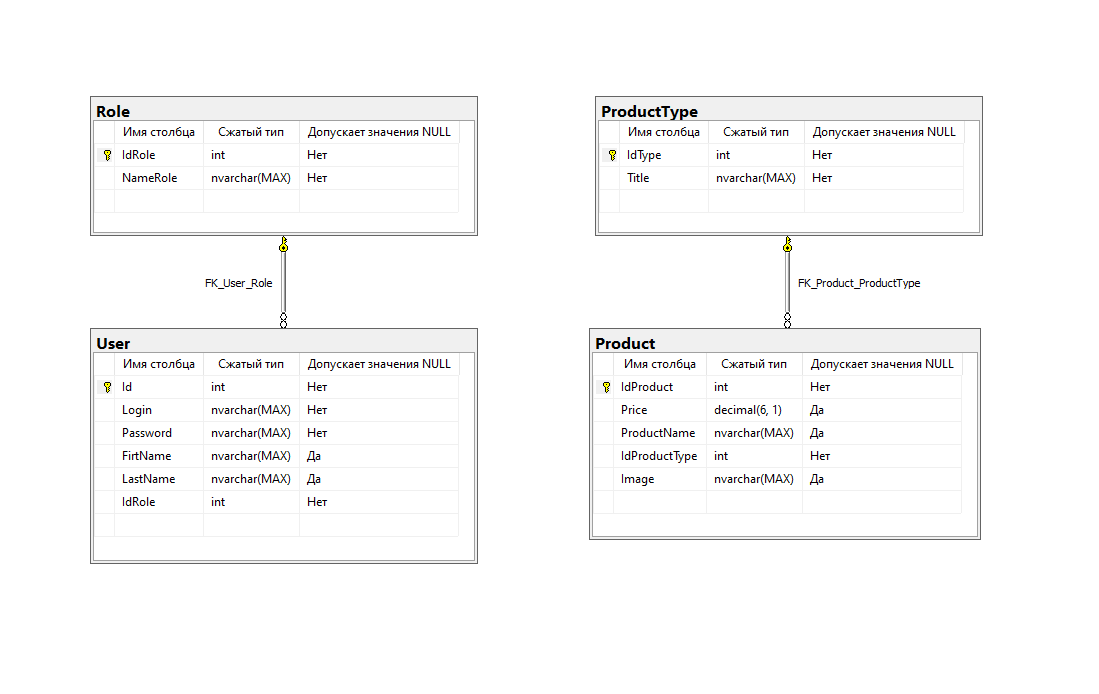 Role
Имя столбца Сжатый тип Допускает значения NULL
IdRole int Нет
NameRole nvarchar(MAX) Нет
FK_User_Role
User
Имя столбца Сжатый тип Допускает значения NULL
Id int Нет
Login nvarchar(MAX) Нет
Password nvarchar(MAX) Нет
FirtName nvarchar(MAX) Да
LastName nvarchar(MAX) Да
IdRole int Нет
ProductType
Имя столбца Сжатый тип Допускает значения NULL
IdType int Нет
Title nvarchar(MAX) Нет
FK_Product_ProductType
Product
Имя столбца Сжатый тип Допускает значения NULL
IdProduct int Нет
Price decimal(6, 1) Да
ProductName nvarchar(MAX) Да
IdProductType int Нет
Image nvarchar(MAX) Да